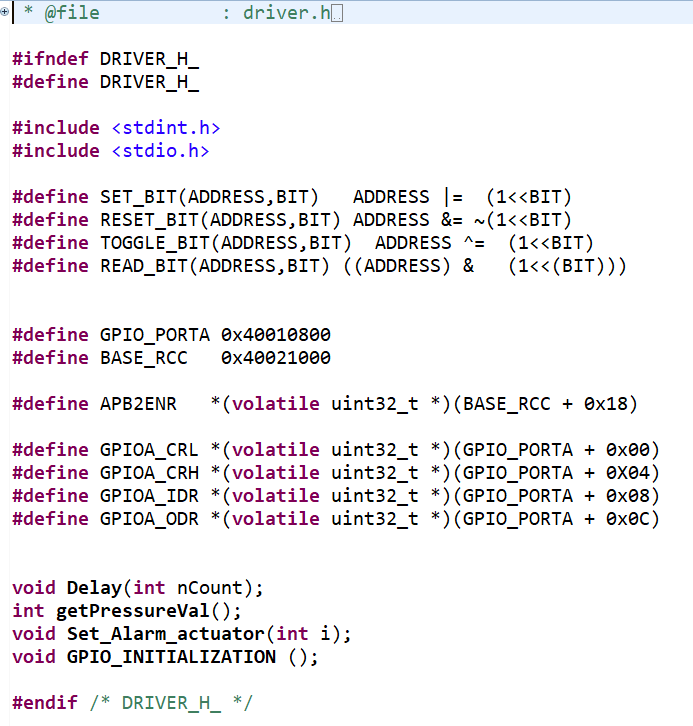 * @file           : driver.h
#ifndef DRIVER_H_
#define DRIVER_H_
#include <stdint.h>
#include <stdio.h>
#define SET_BIT(ADDRESS,BIT)   ADDRESS |=  (1<<BIT)
#define RESET_BIT(ADDRESS,BIT) ADDRESS &= ~(1<<BIT)
#define TOGGLE_BIT(ADDRESS,BIT)  ADDRESS ^=  (1<<BIT)
#define READ_BIT(ADDRESS,BIT) ((ADDRESS) &   (1<<(BIT)))
#define GPIO_PORTA 0x40010800
#define BASE_RCC   0x40021000
#define APB2ENR   *(volatile uint32_t *)(BASE_RCC + 0x18)
#define GPIOA_CRL *(volatile uint32_t *)(GPIO_PORTA + 0x00)
#define GPIOA_CRH *(volatile uint32_t *)(GPIO_PORTA + 0X04)
#define GPIOA_IDR *(volatile uint32_t *)(GPIO_PORTA + 0x08)
#define GPIOA_ODR *(volatile uint32_t *)(GPIO_PORTA + 0x0C)
void Delay(int nCount);
int getPressureVal();
void Set_Alarm_actuator(int i);
void GPIO_INITIALIZATION ();
#endif /* DRIVER_H_ */